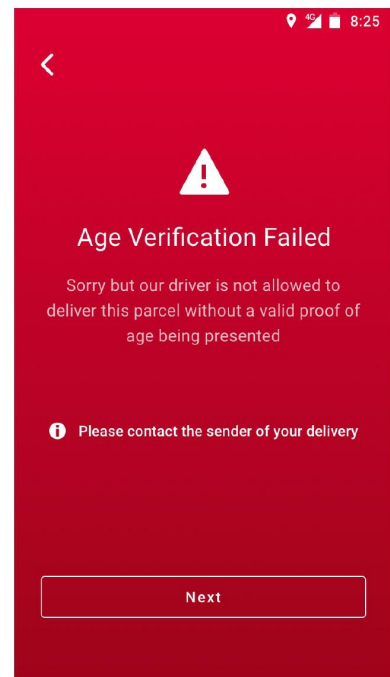 4G 8:25
Age Verification Failed
Sorry but our driver is not allowed to
deliver this parcel without a valid proof of
age being presented
Please contact the sender of your delivery
Next